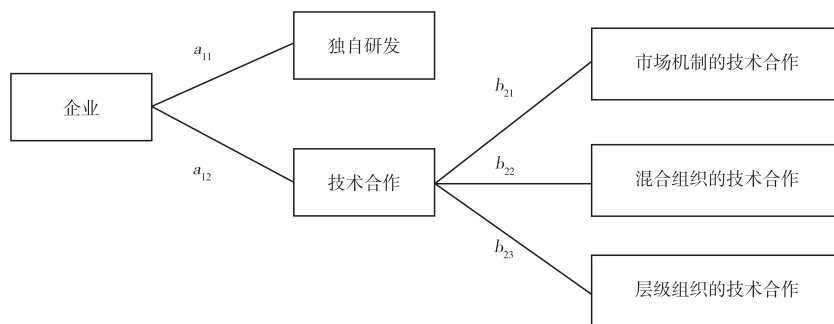 独自研发
市场机制的技术合作
a11
b21
企业
a12
技术合作
b22
混合组织的技术合作
b23
层级组织的技术合作